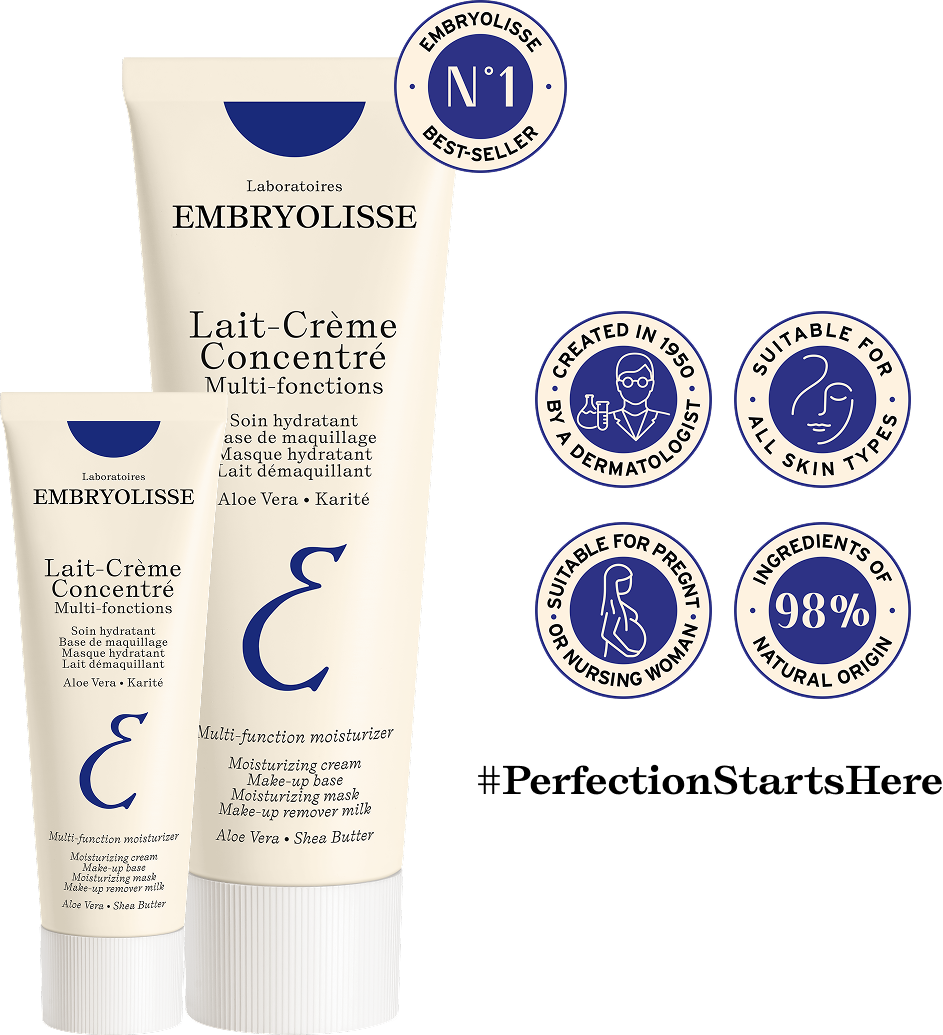 EMBRYOLISSE
N°1
BEST-SELLER
Laboratoires
EMBRYOLISSE
Lait-Crème
Concentré
Multi-fonctions
Soin hydratant
ase de maquillage
Masque hydratant
Lait démaquillant
Aloe Vera • Karité
E
Multi-function moisturizer
Moisturizing cream
Make-up base
Moisturizing mask
Make-up remover milk
Aloe Vera • Shea Butter
Laboratoires
EMBRYOLISSE
Lait-Crème
Concentré
Multi-fonctions
Soin hydratant
Base de maquillage
Masque hydratant
Lait démaquillant
Aloe Vera • Karité
E
Multi-function moisturizer
Moisturizing cream
Make-up base
Moisturizing mask
Make-up remover milk
Aloe Vera • Shea Butter
CREATED IN 1950
BY A DERMATOLOGIST
SUITABLE FOR
ALL SKIN TYPES
SUITABLE FOR PREGNT
OR NURSING WOMAN
INGREDIENTS OF
98%
NATURAL ORIGIN
#PerfectionStartsHere